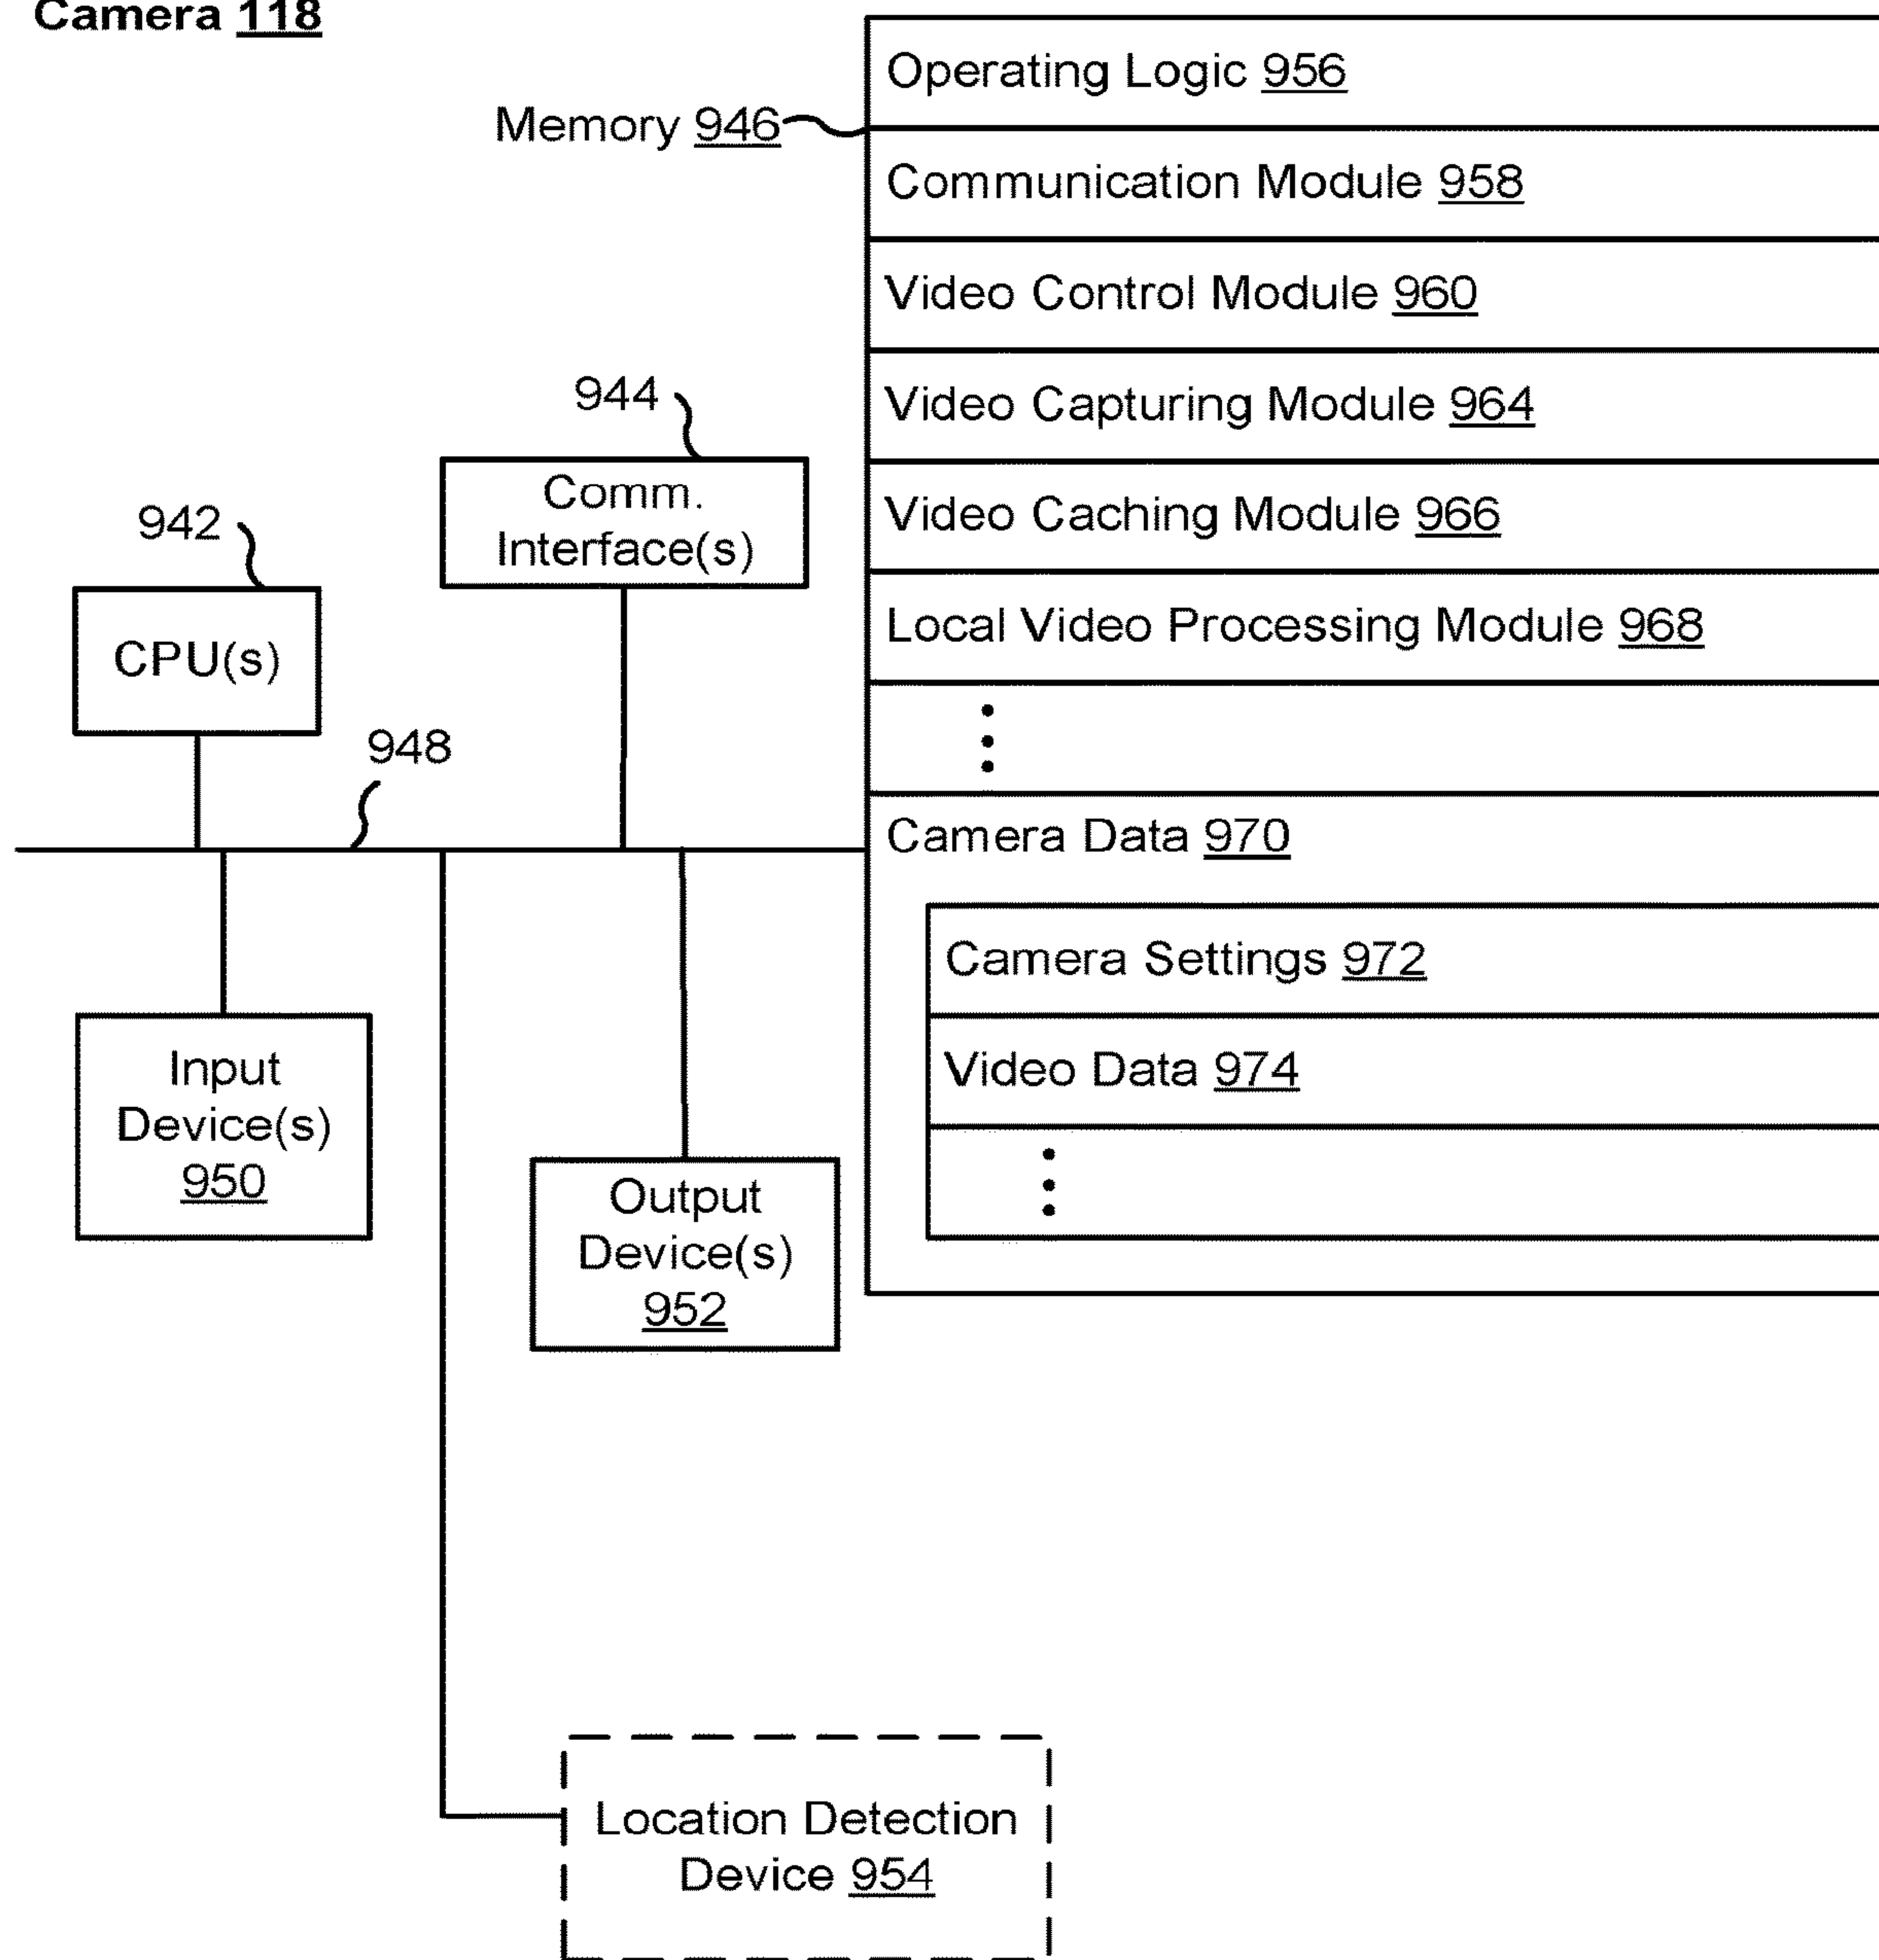 Camera 118
Operating Logic 956
Memory 946
Communication Module 958
Video Control Module 960
944
Video Capturing Module 964
Comm.
Interface(s)
Video Caching Module 966
942
CPU(s)
Local Video Processing Module 968
948
Camera Data 970
Camera Settings 972
Video Data 974
Input
Device(s)
950
Output
Device(s)
952
Location Detection
Device 954